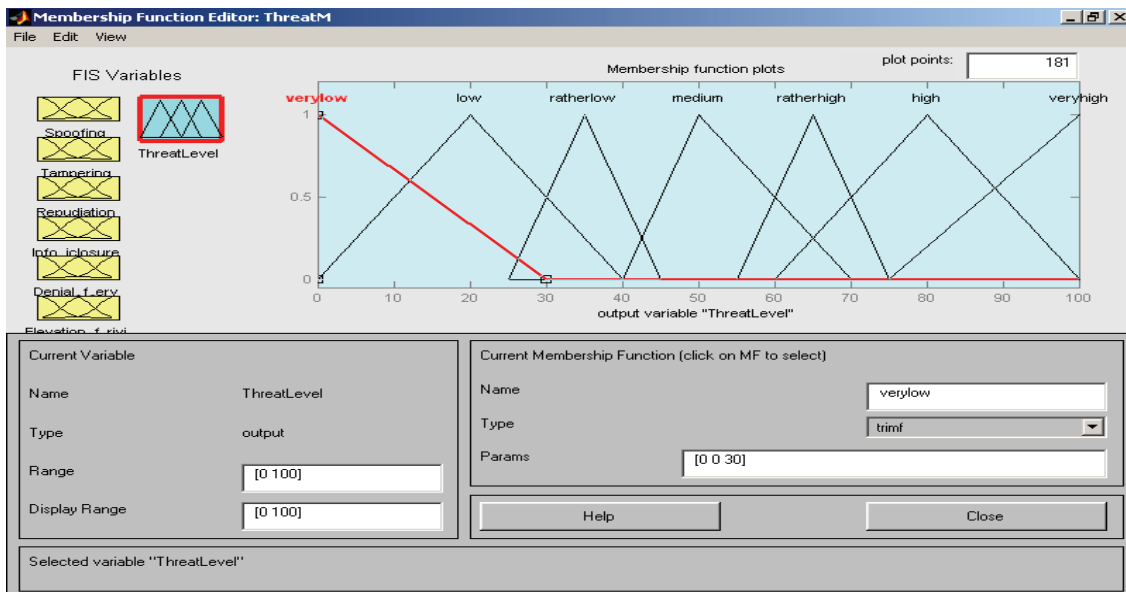 Membership Function Editor: ThreatM
File Edit View
FIS Variables
Spoofing
Tampering
Repudiation
Info_iclosure
Denial_f_erv
Elevation_f_rivi
ThreatLevel
Membership function plots
plot points:
181
verylow low ratherlow medium ratherhigh high veryhigh
1
0.5
0
0 10 20 30 40 50 60 70 80 90 100
output variable "ThreatLevel"
Current Variable
Name ThreatLevel
Type output
Range [0 100]
Display Range [0 100]
Current Membership Function (click on MF to select)
Name verylow
Type trimf
Params [0 0 30]
Help Close
Selected variable "ThreatLevel"